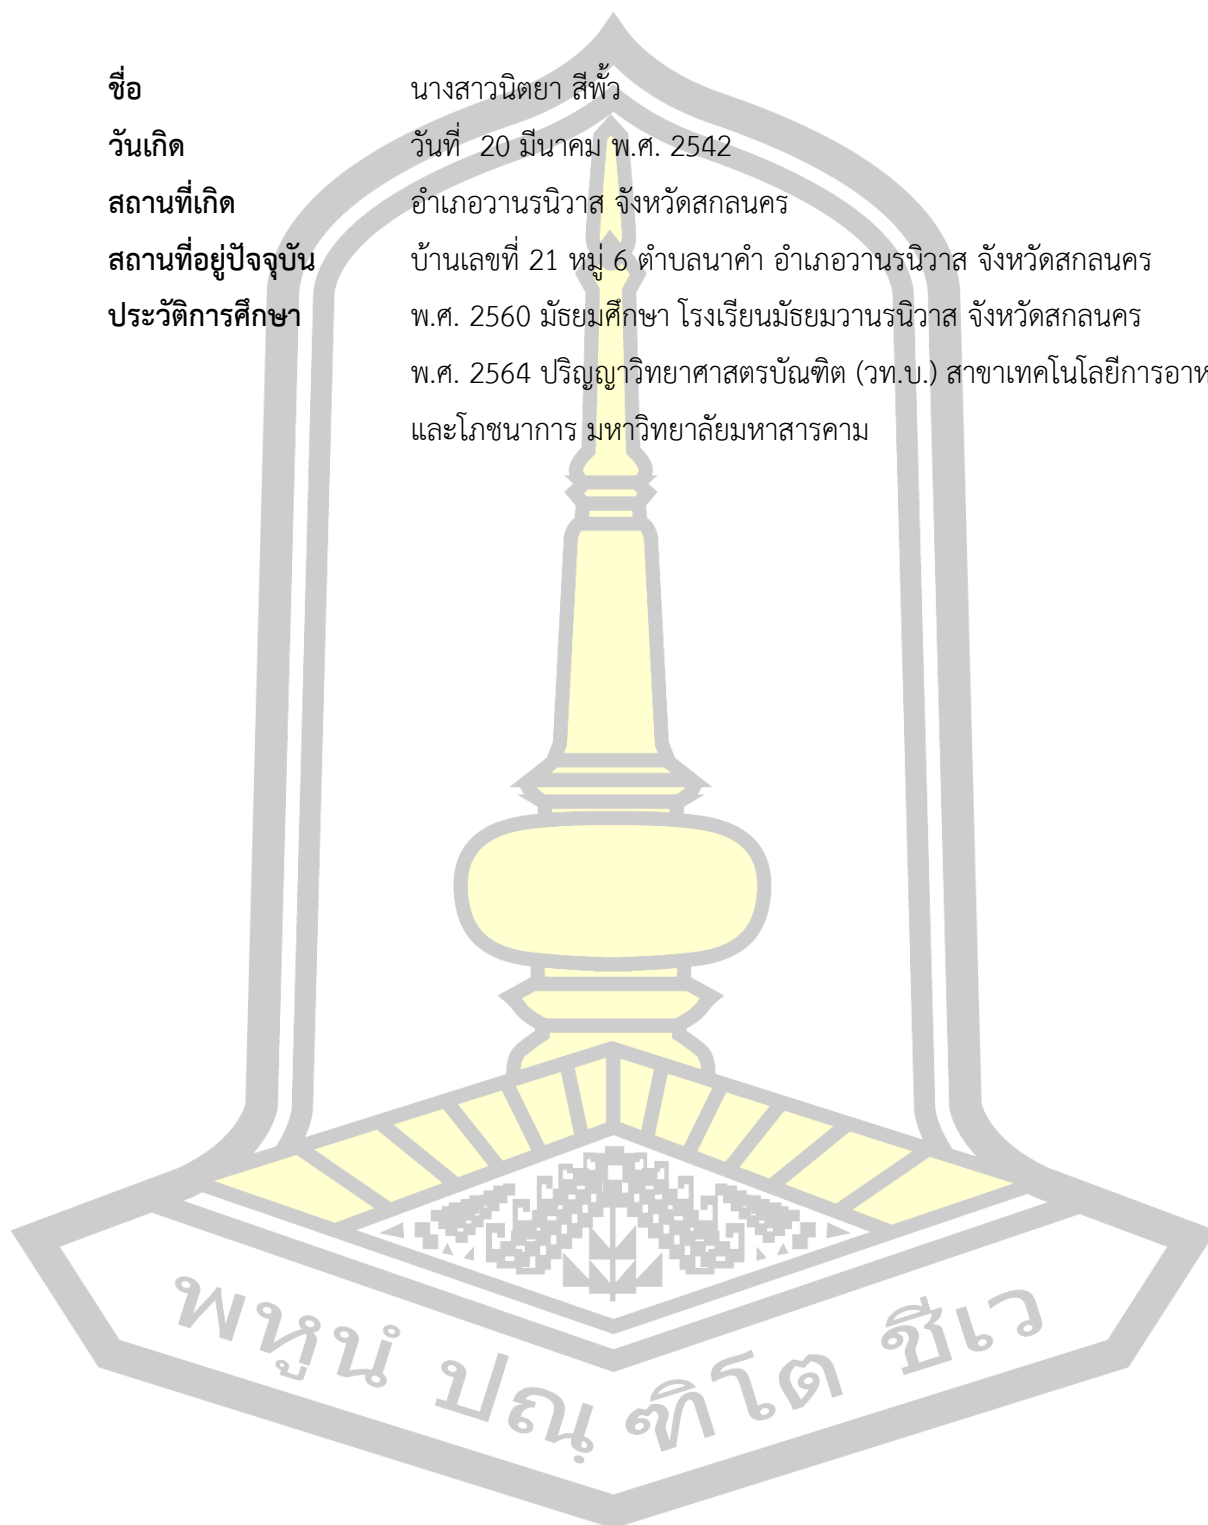 ชื่อ นางสาวนิตยา สีพั้ว
วันเกิด วันที่ 20 มีนาคม พ.ศ. 2542
สถานที่เกิด อำเภอวานรนิวาส จังหวัดสกลนคร
สถานที่อยู่ปัจจุบัน บ้านเลขที่ 21 หมู่ 6 ตำบลนาคำ อำเภอวานรนิวาส จังหวัดสกลนคร
ประวัติการศึกษา พ.ศ. 2560 มัธยมศึกษา โรงเรียนมัธยมวานรนิวาส จังหวัดสกลนคร
พ.ศ. 2564 ปริญญาวิทยาศาสตรบัณฑิต (วท.บ.) สาขาเทคโนโลยีการอาห
และโภชนาการ มหาวิทยาลัยมหาสารคาม
พหูนํ ปณฺ ฑิโต ชีเว